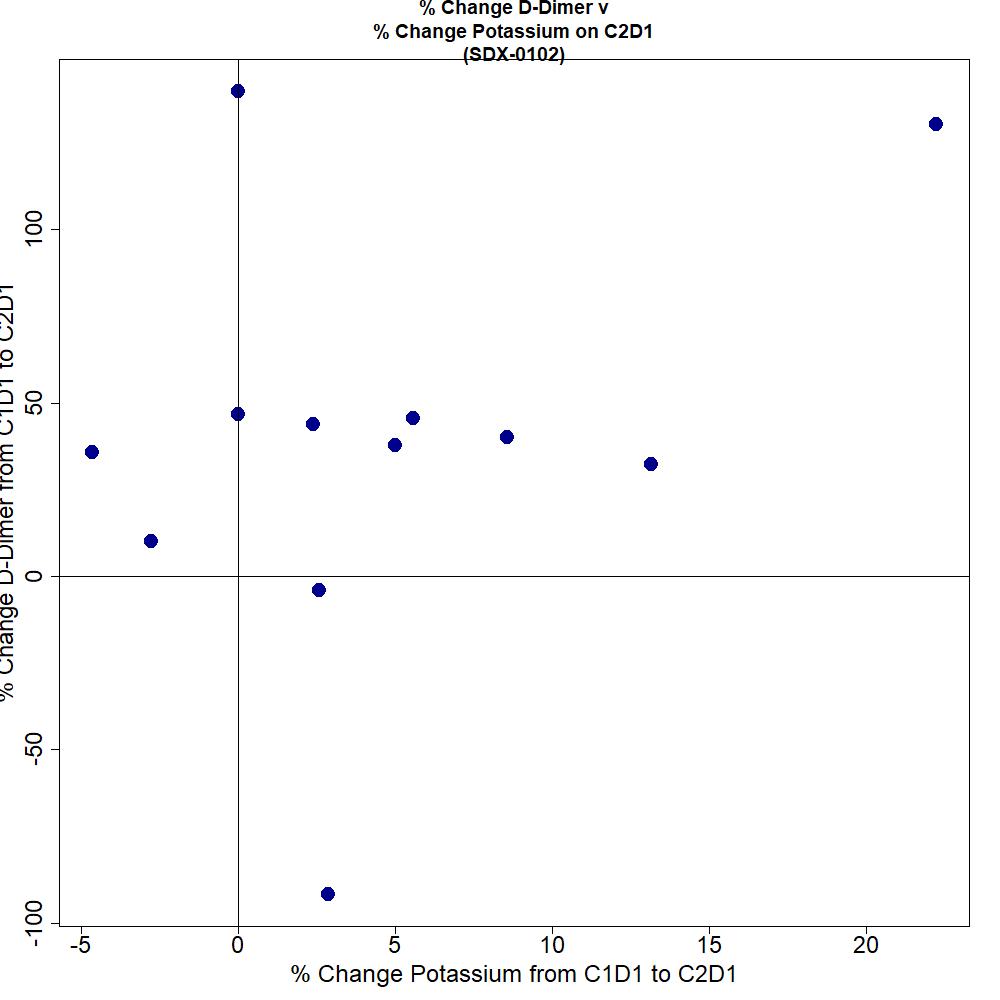 % Change D-Dimer v
% Change Potassium on C2D1
(SDX-0102)
% Change D-Dimer from C1D1 to C2D1
100
50
0
-50
-100
-5
0
5
10
15
20
% Change Potassium from C1D1 to C2D1